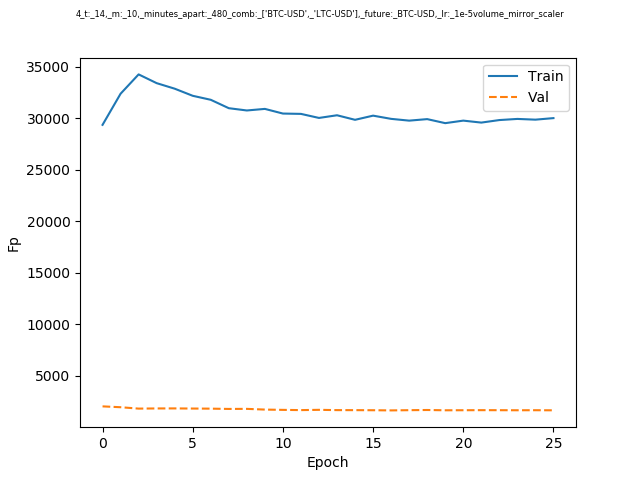 4_t:_14,_m:_10,_minutes_apart:_480_comb:_['BTC-USD',_'LTC-USD'],_future:_BTC-USD,_lr:_1e-5volume_mirror_scaler
35000
30000
25000
20000
15000
10000
5000
Fp
Train
Val
0 5 10 15 20 25
Epoch